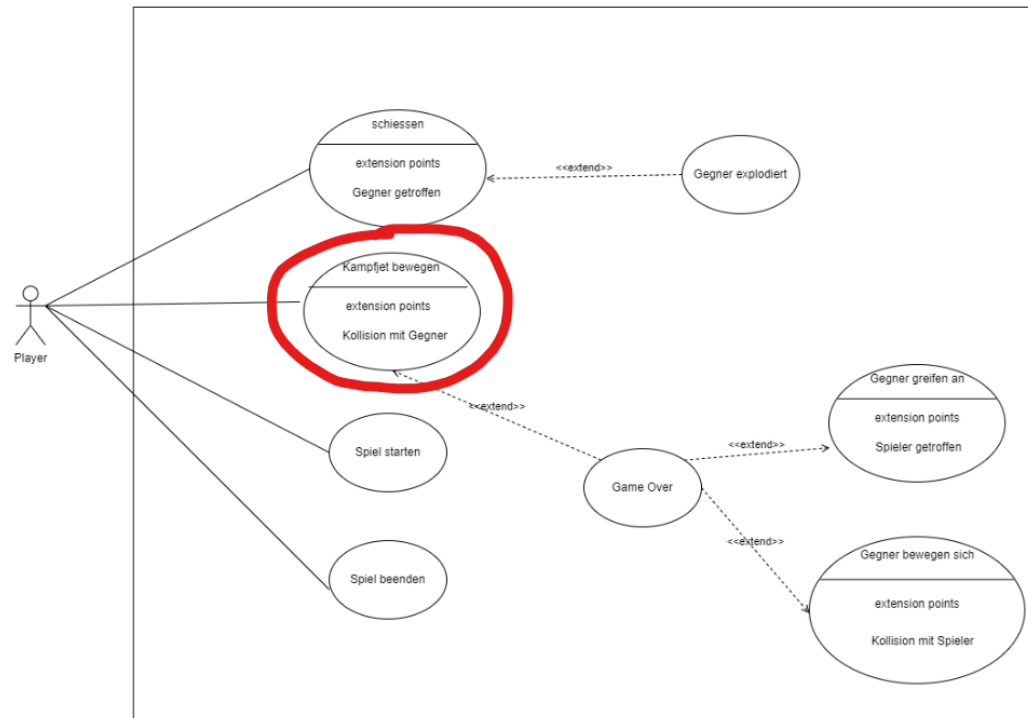 schiessen
extension points
Gegner getroffen
<<extend>>
Gegner explodiert
Kampfjet bewegen
extension points
Kollision mit Gegner
Player
<<extend>>
Gegner greifen an
extension points
Spieler getroffen
<<extend>>
Spiel starten
Game Over
<<extend>>
Gegner bewegen sich
extension points
Kollision mit Spieler
Spiel beenden